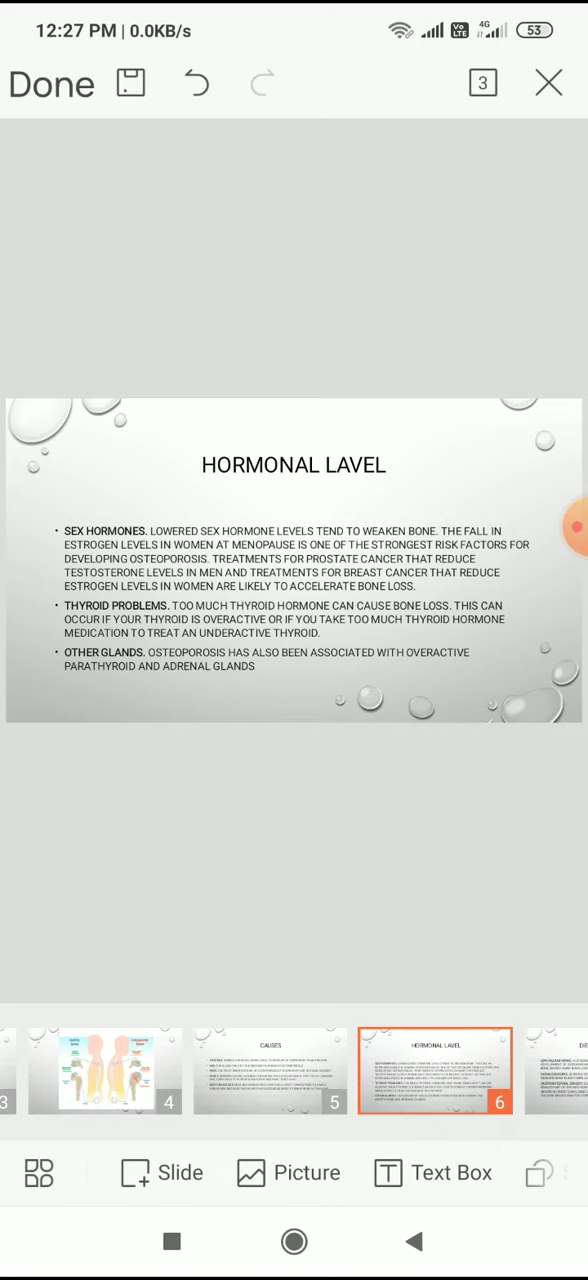 12:27 PM | 0.0KB/s
Vo LTE
4G
53
Done
3
HORMONAL LAVEL
• SEX HORMONES. LOWERED SEX HORMONE LEVELS TEND TO WEAKEN BONE. THE FALL IN
ESTROGEN LEVELS IN WOMEN AT MENOPAUSE IS ONE OF THE STRONGEST RISK FACTORS FOR
DEVELOPING OSTEOPOROSIS. TREATMENTS FOR PROSTATE CANCER THAT REDUCE
TESTOSTERONE LEVELS IN MEN AND TREATMENTS FOR BREAST CANCER THAT REDUCE
ESTROGEN LEVELS IN WOMEN ARE LIKELY TO ACCELERATE BONE LOSS.
• THYROID PROBLEMS. TOO MUCH THYROID HORMONE CAN CAUSE BONE LOSS. THIS CAN
OCCUR IF YOUR THYROID IS OVERACTIVE OR IF YOU TAKE TOO MUCH THYROID HORMONE
MEDICATION TO TREAT AN UNDERACTIVE THYROID.
• OTHER GLANDS. OSTEOPOROSIS HAS ALSO BEEN ASSOCIATED WITH OVERACTIVE
PARATHYROID AND ADRENAL GLANDS
CAUSES
HORMONAL LAVEL
DIE
3
4
5
6
Slide
Picture
Text Box